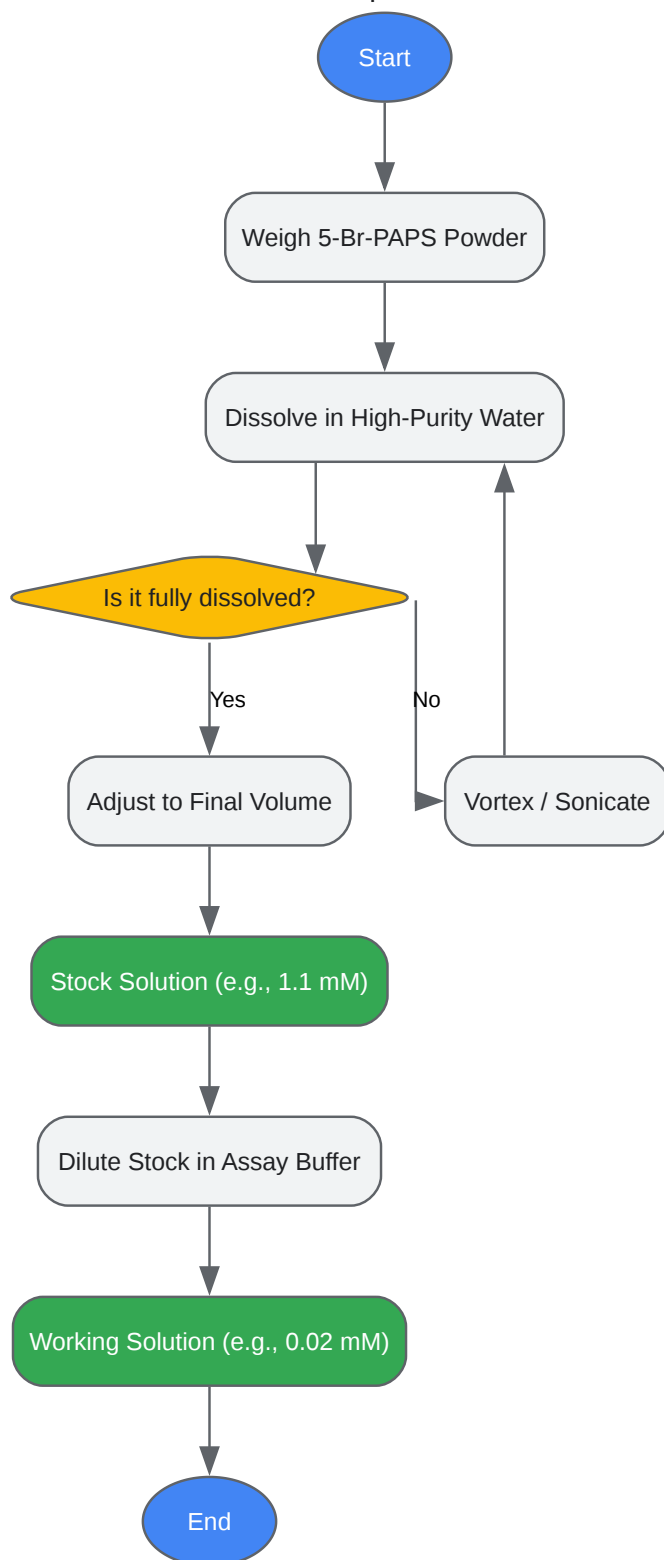 Start
Weigh 5-Br-PAPS Powder
Dissolve in High-Purity Water
Is it fully dissolved?
Yes
No
Adjust to Final Volume
Vortex / Sonicate
Stock Solution (e.g., 1.1 mM)
Dilute Stock in Assay Buffer
Working Solution (e.g., 0.02 mM)
End